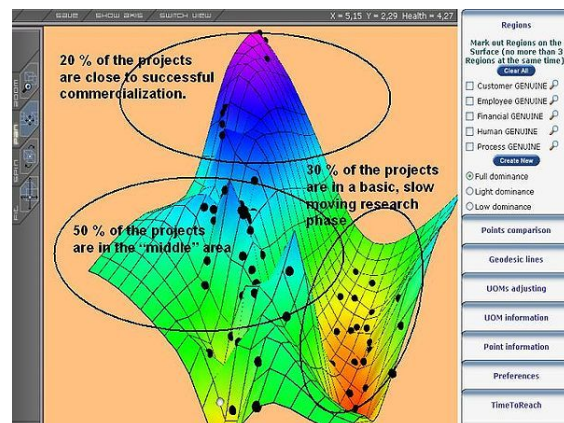 SAVE
SHOW AXIS
SWITCH VIEW
X = 5,15 Y = 2,29 Health = 4,27
ZOOM
PAN
SPIN
20 % of the projects
are close to successful
commercialization.
30 % of the projects
are in a basic, slow
moving research
phase
50 % of the projects
are in the “middle” area
Regions
Mark out Regions on the
Surface (no more than 3
Regions at the same time)
Clear All
Customer GENUINE
Employee GENUINE
Financial GENUINE
Human GENUINE
Process GENUINE
Create New
Full dominance
Light dominance
Low dominance
Points comparison
Geodesic lines
UOMs adjusting
UOM information
Point information
Preferences
TimeToReach